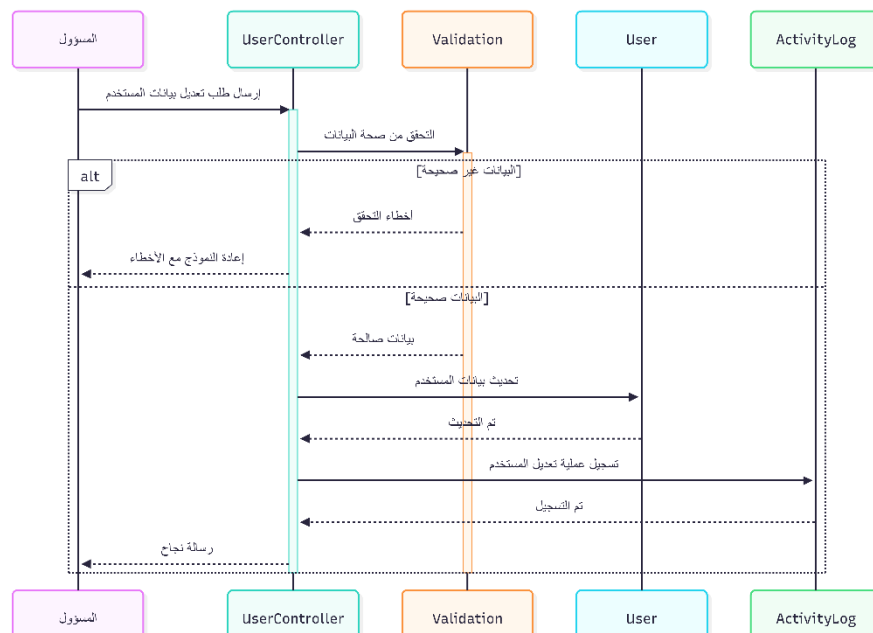 المسؤول
UserController
Validation
User
ActivityLog
إرسال طلب تعديل بيانات المستخدم
التحقق من صحة البيانات
alt
[البيانات غير صحيحة]
أخطاء التحقق
إعادة النموذج مع الأخطاء
[البيانات صحيحة]
بيانات صالحة
تحديث بيانات المستخدم
تم التحديث
تسجيل عملية تعديل المستخدم
تم التسجيل
رسالة نجاح
المسؤول
UserController
Validation
User
ActivityLog